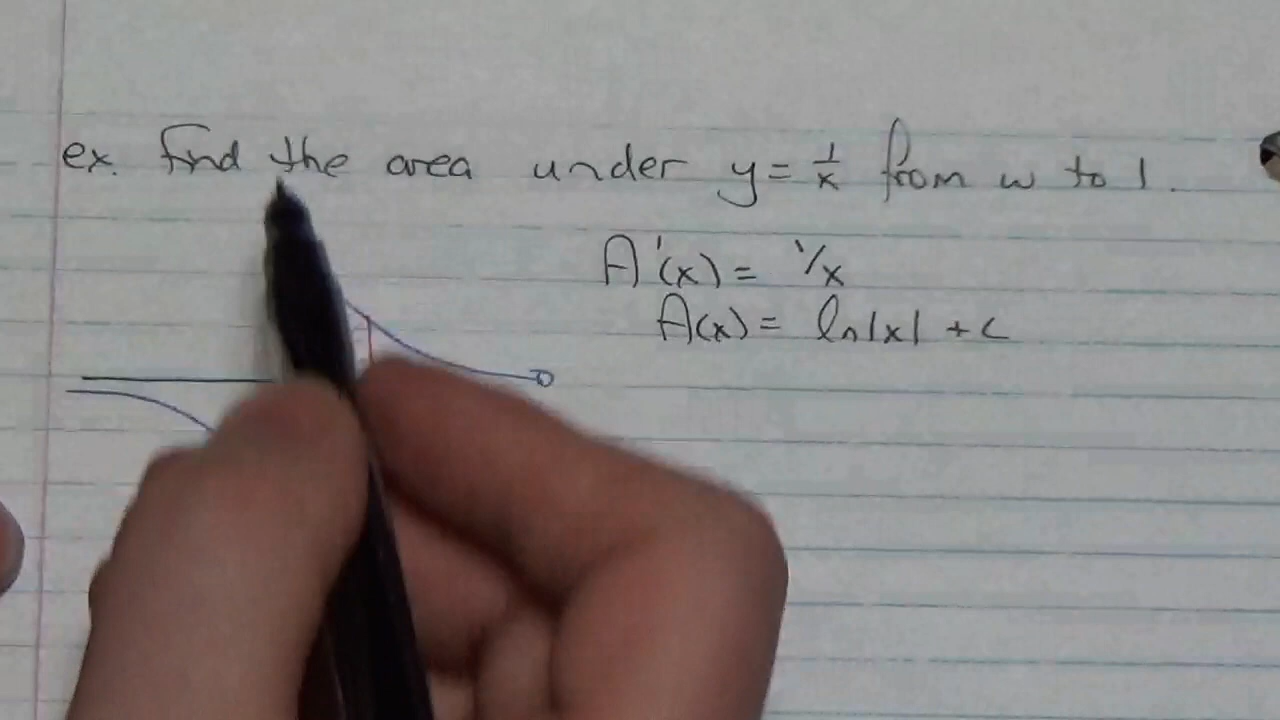 ex. find the area under y = 1/x from w to 1.
A'(x) = 1/x
A(x) = ln|x| + c